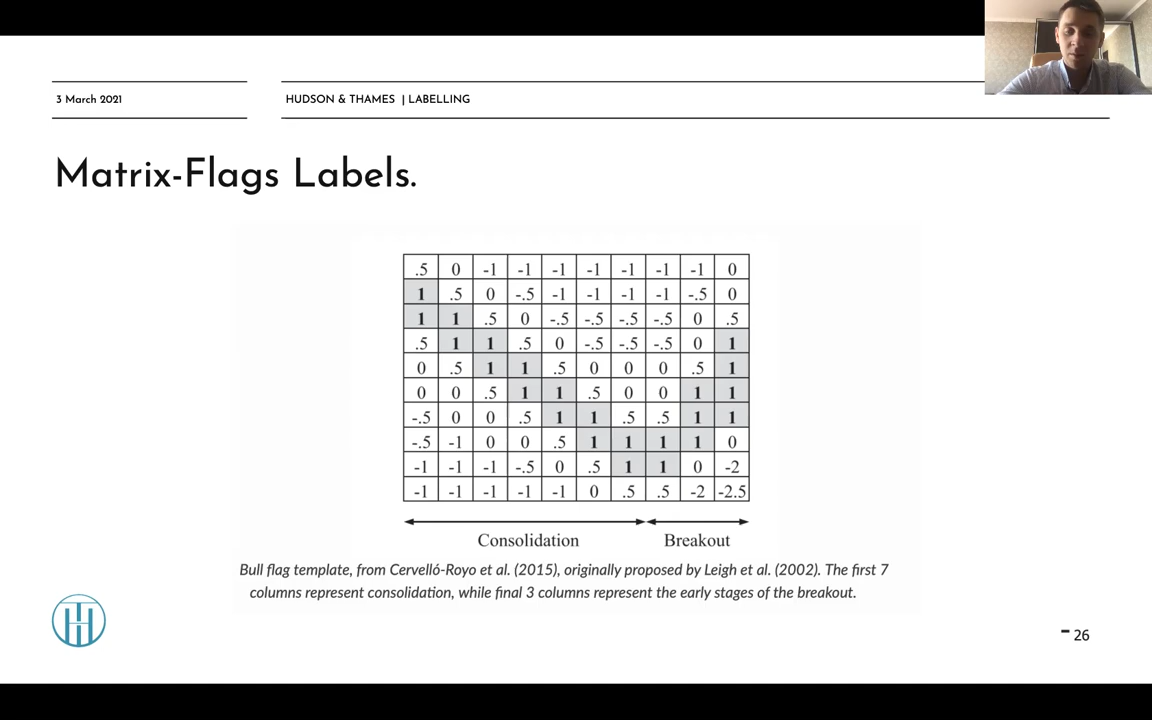 3 March 2021
HUDSON & THAMES | LABELLING
Matrix-Flags Labels.
.5 0 -1 -1 -1 -1 -1 -1 -1 0
1 .5 0 -.5 -1 -1 -1 -1 -.5 0
1 1 .5 0 -.5 -.5 -.5 -.5 0 .5
.5 1 1 .5 0 -.5 -.5 -.5 0 1
0 .5 1 1 .5 0 0 0 .5 1
0 0 .5 1 1 .5 0 0 1 1
-.5 0 0 .5 1 1 .5 .5 1 1
-.5 -1 0 0 .5 1 1 1 1 0
-1 -1 -1 -.5 0 .5 1 1 0 -2
-1 -1 -1 -1 -1 0 .5 .5 -2 -2.5
Consolidation Breakout
Bull flag template, from Cervelló-Royo et al. (2015), originally proposed by Leigh et al. (2002). The first 7
columns represent consolidation, while final 3 columns represent the early stages of the breakout.
- 26